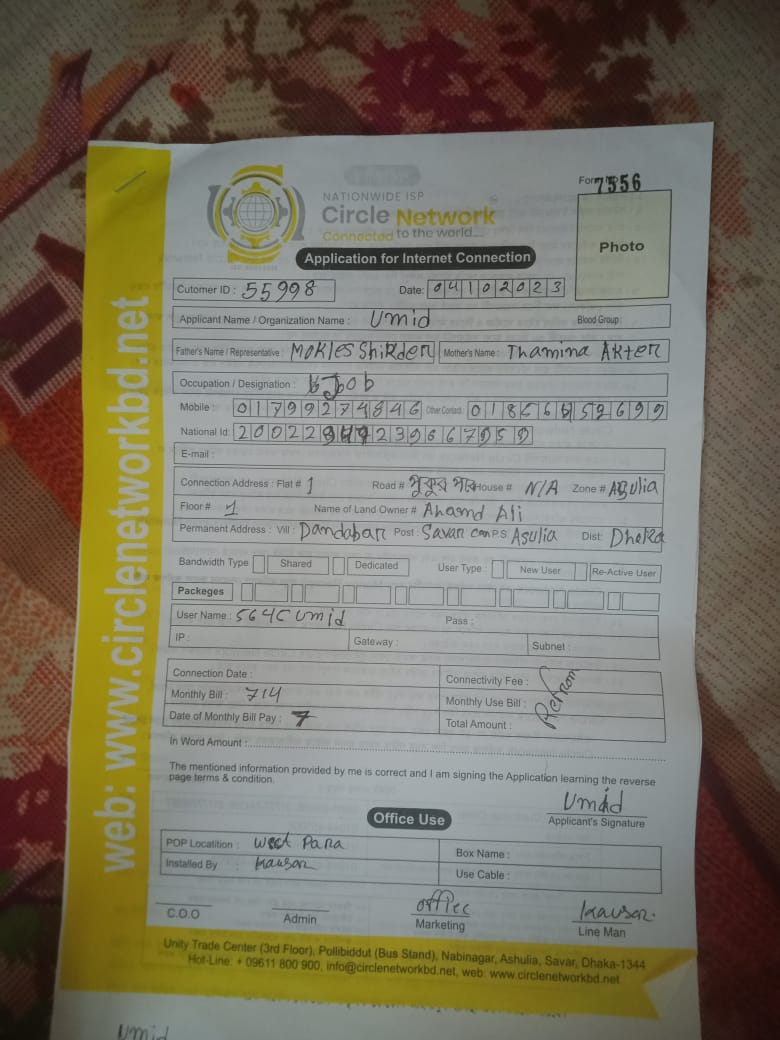 Form No 7556
NATIONWIDE ISP
Circle Network
Connected to the world....
Photo
Application for Internet Connection
Cutomer ID : 55998 Date: 04102023
Applicant Name / Organization Name : Umid Blood Group :
Father's Name / Representative : Mokles Shikder Mother's Name : Thamina Akter
Occupation / Designation : Job
Mobile : 01799274846 Other Contact
National Id:
E-mail :
Connection Address : Flat # 1 Road # পুকুর House # N/A Zone # Asulia
Floor # 1 Name of Land Owner # Ahamd Ali
Permanent Address : Vill : Dandabar Post : Savar can P.S Asulia Dist: Dhaka
Bandwidth Type Shared Dedicated User Type : New User Re-Active User
Packeges
User Name : 564C Umid Pass :
IP : Gateway : Subnet :
Connection Date : Connectivity Fee :
Monthly Bill : 714 Monthly Use Bill :
Date of Monthly Bill Pay : 7 Total Amount :
In Word Amount :
The mentioned information provided by me is correct and I am signing the Application learning the reverse
page terms & condition.
Umid
Applicant's Signature
Office Use
POP Locatition : West Para Box Name :
Installed By : Kausar Use Cable :
office Kausar.
C.O.O Admin Marketing Line Man
Unity Trade Center (3rd Floor), Pollibiddut (Bus Stand), Nabinagar, Ashulia, Savar, Dhaka-1344
Hot-Line: + 09611 800 900, info@circlenetworkbd.net, web: www.circlenetworkbd.net
web: www.circlenetworkbd.net
Umid